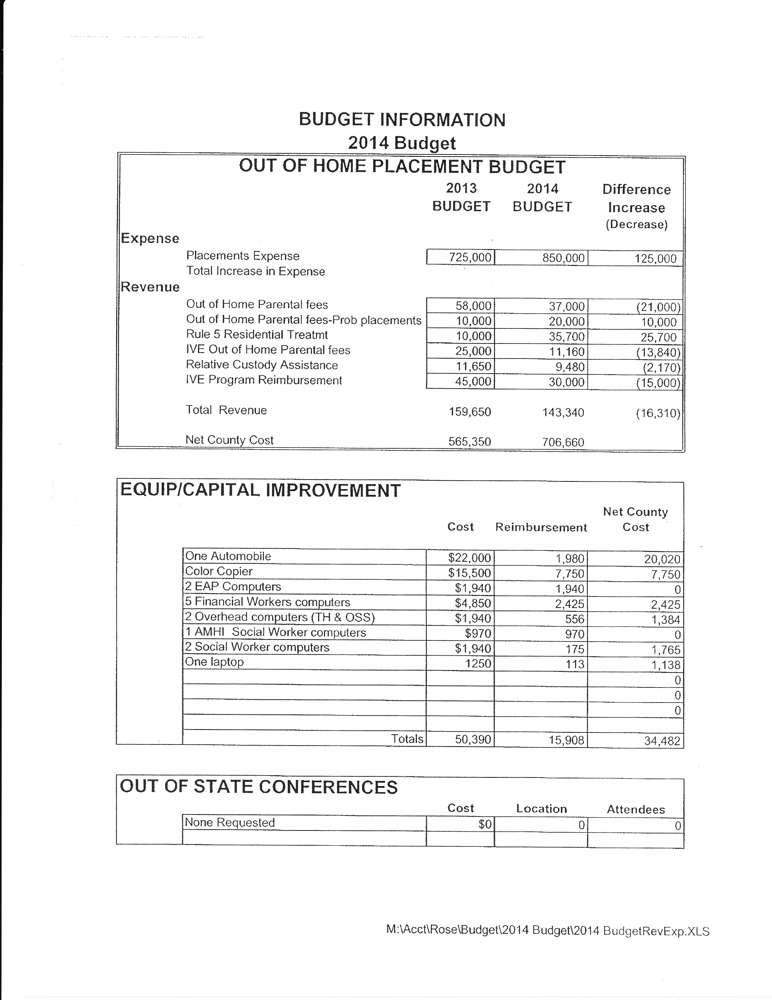 BUDGET INFORMATION
2014 Budget
OUT OF HOME PLACEMENT BUDGET
2013 2014 Difference
BUDGET BUDGET Increase
(Decrease)
Expense
Placements Expense 725,000 850,000 125,000
Total Increase in Expense
Revenue
Out of Home Parental fees 58,000 37,000 (21,000)
Out of Home Parental fees-Prob placements 10,000 20,000 10,000
Rule 5 Residential Treatmt 10,000 35,700 25,700
IVE Out of Home Parental fees 25,000 11,160 (13,840)
Relative Custody Assistance 11,650 9,480 (2,170)
IVE Program Reimbursement 45,000 30,000 (15,000)
Total Revenue 159,650 143,340 (16,310)
Net County Cost 565,350 706,660
EQUIP/CAPITAL IMPROVEMENT
Net County
Cost Reimbursement Cost
One Automobile $22,000 1,980 20,020
Color Copier $15,500 7,750 7,750
2 EAP Computers $1,940 1,940 0
5 Financial Workers computers $4,850 2,425 2,425
2 Overhead computers (TH & OSS) $1,940 556 1,384
1 AMHI Social Worker computers $970 970 0
2 Social Worker computers $1,940 175 1,765
One laptop 1250 113 1,138
0
0
0
Totals 50,390 15,908 34,482
OUT OF STATE CONFERENCES
Cost Location Attendees
None Requested $0 0 0
M:\Acct\Rose\Budget\2014 Budget\2014 BudgetRevExp.XLS